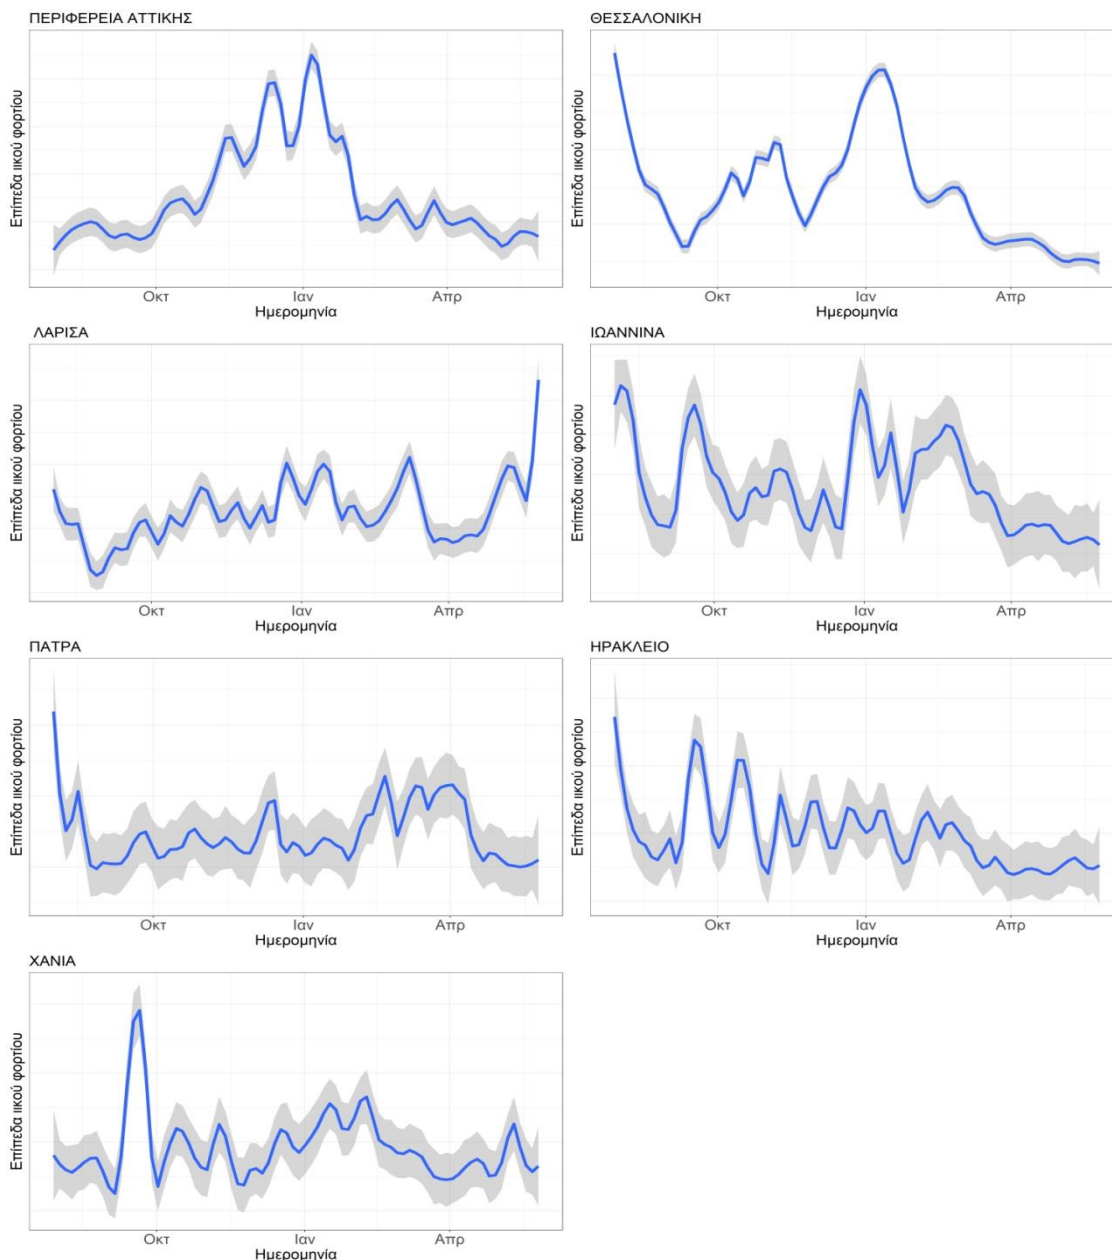 ΠΕΡΙΦΕΡΕΙΑ ΑΤΤΙΚΗΣ
Επίπεδα ιικού φορτίου
Οκτ Ιαν Απρ
Ημερομηνία
ΘΕΣΣΑΛΟΝΙΚΗ
Επίπεδα ιικού φορτίου
Οκτ Ιαν Απρ
Ημερομηνία
ΛΑΡΙΣΑ
Επίπεδα ιικού φορτίου
Οκτ Ιαν Απρ
Ημερομηνία
ΙΩΑΝΝΙΝΑ
Επίπεδα ιικού φορτίου
Οκτ Ιαν Απρ
Ημερομηνία
ΠΑΤΡΑ
Επίπεδα ιικού φορτίου
Οκτ Ιαν Απρ
Ημερομηνία
ΗΡΑΚΛΕΙΟ
Επίπεδα ιικού φορτίου
Οκτ Ιαν Απρ
Ημερομηνία
ΧΑΝΙΑ
Επίπεδα ιικού φορτίου
Οκτ Ιαν Απρ
Ημερομηνία